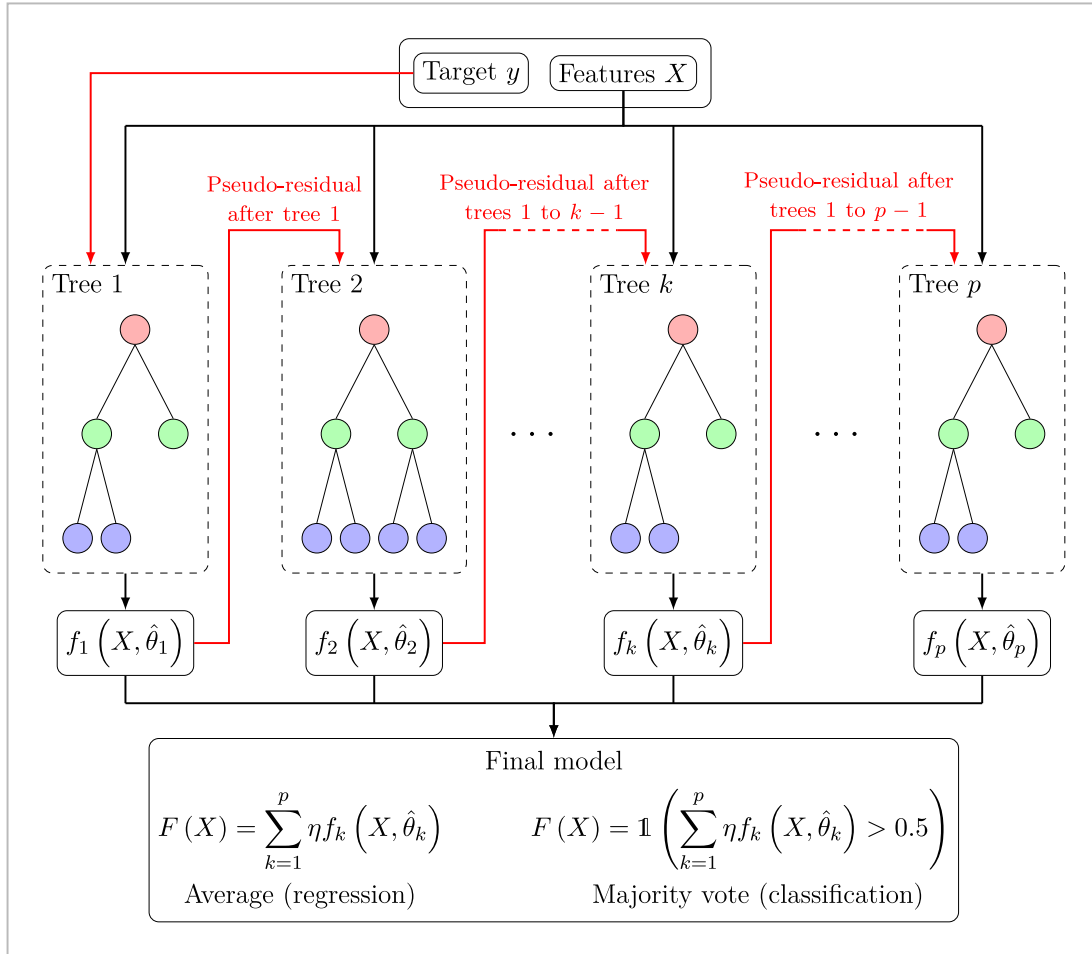 Target y
Features X
Pseudo-residual
after tree 1
Pseudo-residual after
trees 1 to k − 1
Pseudo-residual after
trees 1 to p − 1
Tree 1
Tree 2
Tree k
Tree p
. . .
. . .
f₁ (X, θ̂₁)
f₂ (X, θ̂₂)
fₖ (X, θ̂ₖ)
fₚ (X, θ̂ₚ)
Final model
F (X) = ∑ₖ₌₁ᵖ ηfₖ (X, θ̂ₖ)
F (X) = 𝟙 (∑ₖ₌₁ᵖ ηfₖ (X, θ̂ₖ) > 0.5)
Average (regression)
Majority vote (classification)